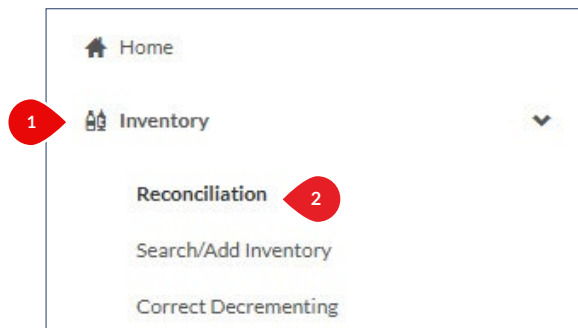 Home
1 Inventory
Reconciliation 2
Search/Add Inventory
Correct Decrementing